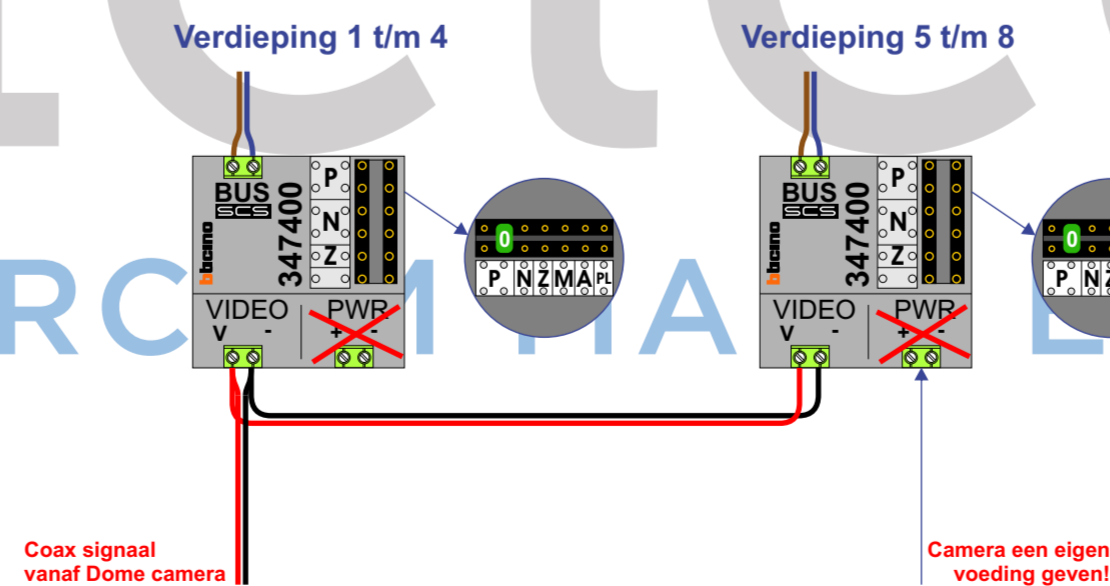 Verdieping 1 t/m 4
Verdieping 5 t/m 8
BUS
SCS
bticino
347400
P
N
Z
VIDEO
PWR
V - + -
0
P N Z M A PL
BUS
SCS
bticino
347400
P
N
Z
VIDEO
PWR
V - + -
0
P N
Coax signaal
vanaf Dome camera
Camera een eigen
voeding geven!